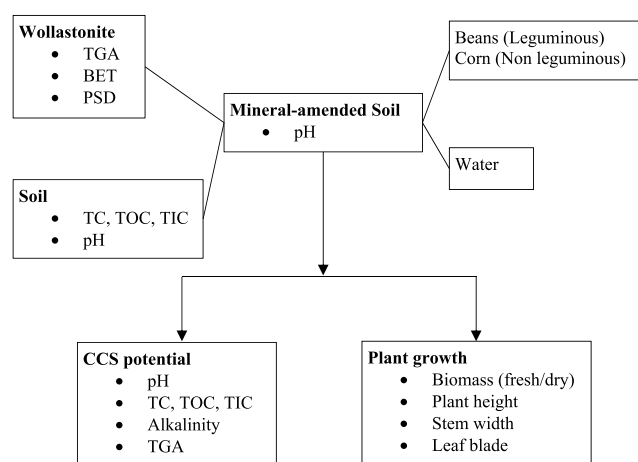 Wollastonite
• TGA
• BET
• PSD
Beans (Leguminous)
Corn (Non leguminous)
Mineral-amended Soil
• pH
Water
Soil
• TC, TOC, TIC
• pH
CCS potential
• pH
• TC, TOC, TIC
• Alkalinity
• TGA
Plant growth
• Biomass (fresh/dry)
• Plant height
• Stem width
• Leaf blade